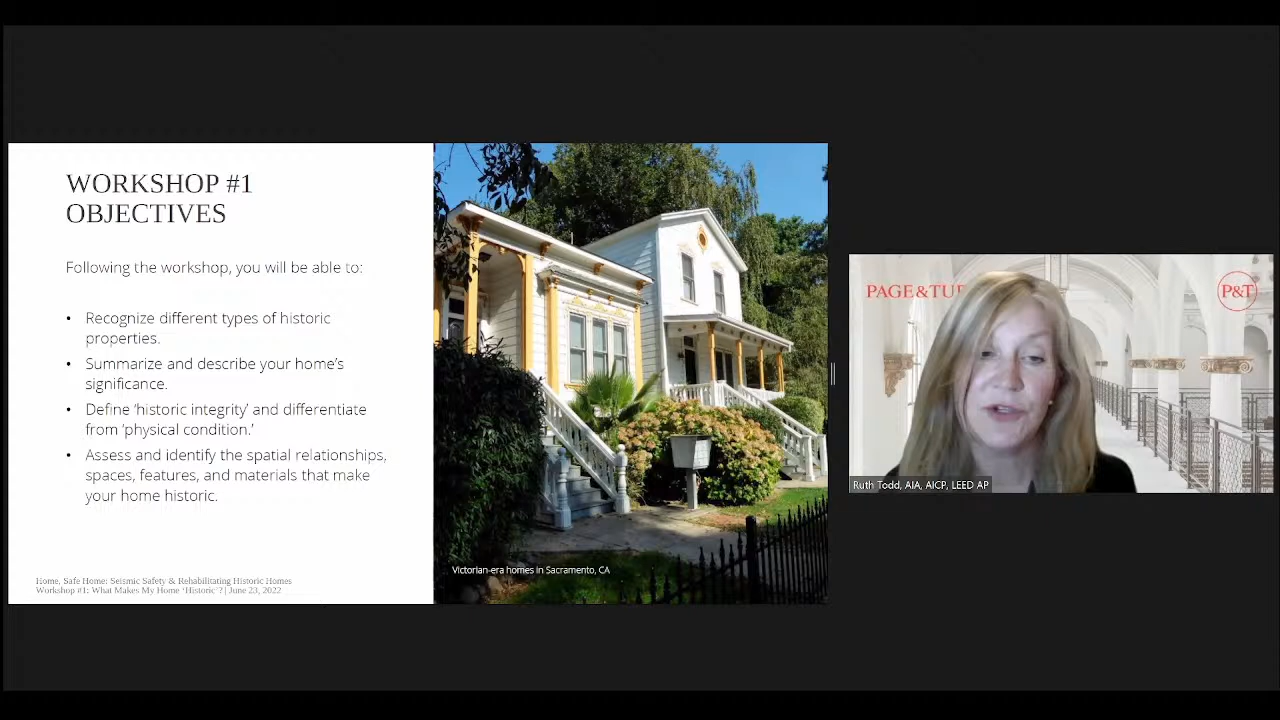 WORKSHOP #1
OBJECTIVES
Following the workshop, you will be able to:
• Recognize different types of historic
properties.
• Summarize and describe your home’s
significance.
• Define ‘historic integrity’ and differentiate
from ‘physical condition.’
• Assess and identify the spatial relationships,
spaces, features, and materials that make
your home historic.
Home, Safe Home: Seismic Safety & Rehabilitating Historic Homes
Workshop #1: What Makes My Home ‘Historic’? | June 23, 2022
Victorian-era homes in Sacramento, CA
PAGE&TUR
P&T
Ruth Todd, AIA, AICP, LEED AP